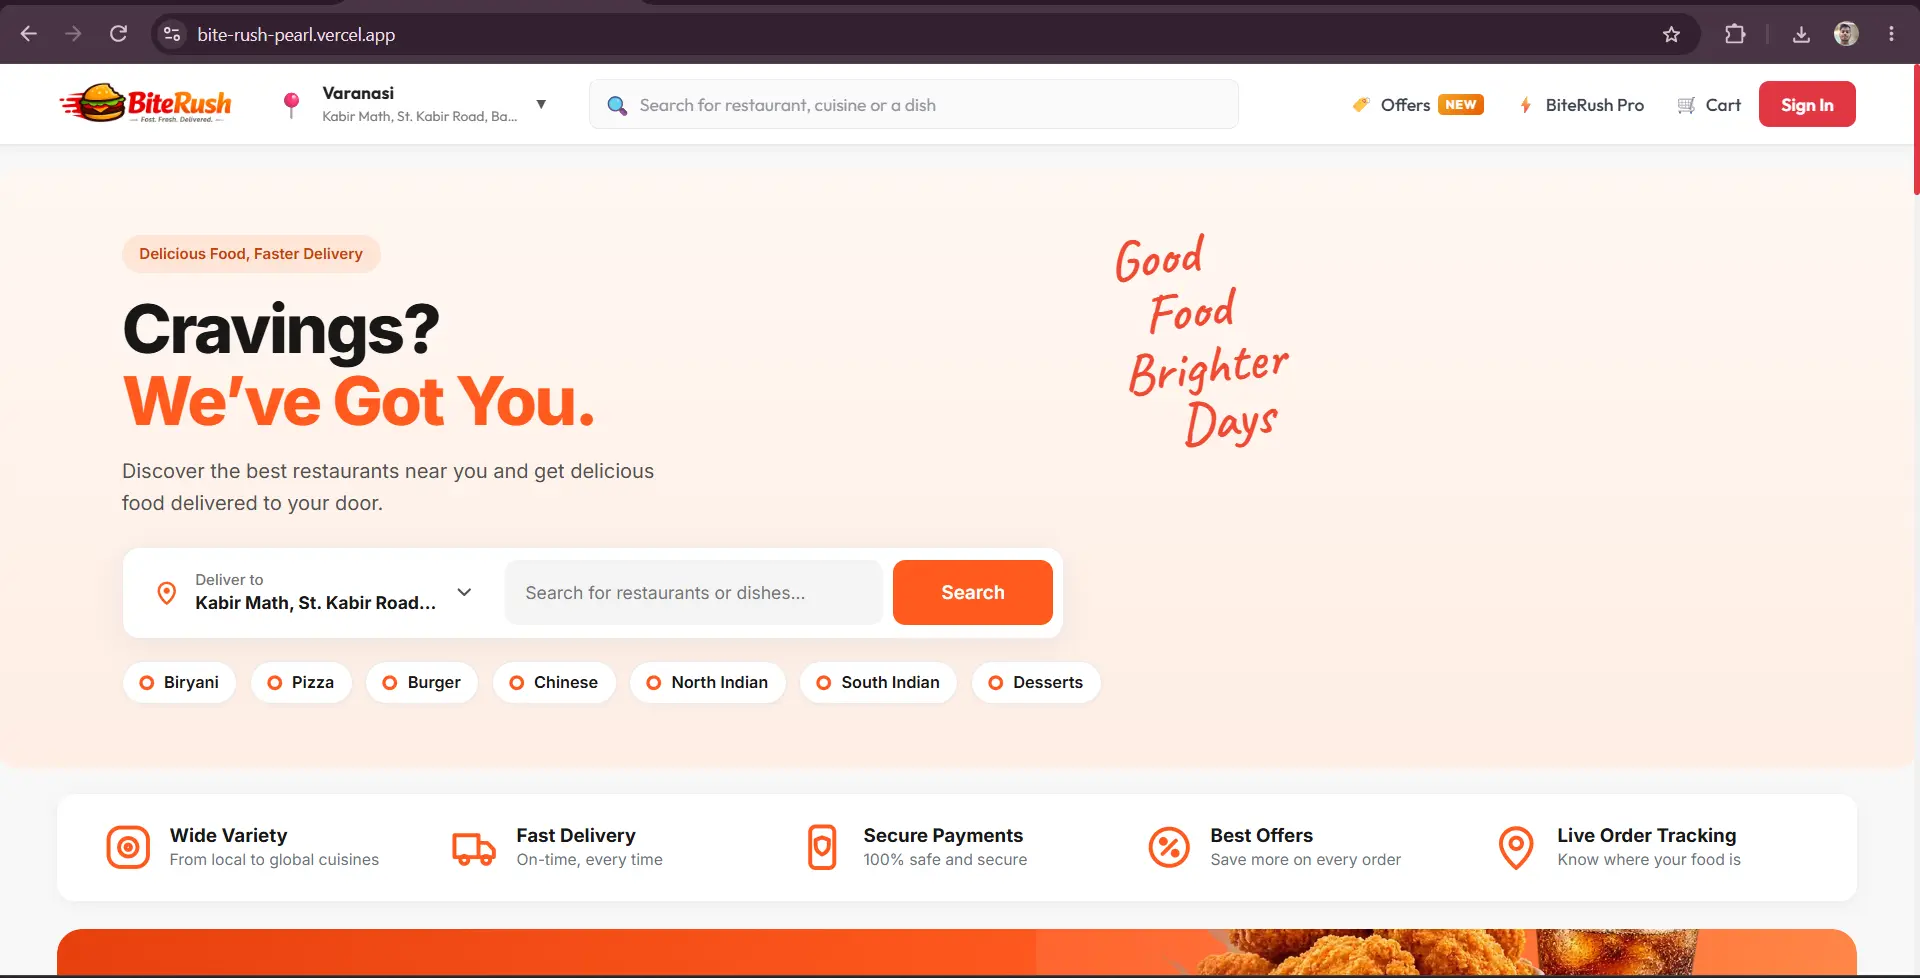 bite-rush-pearl.vercel.app
BiteRush
Fast. Fresh. Delivered.
Varanasi
Kabir Math, St. Kabir Road, Ba...
Search for restaurant, cuisine or a dish
Offers NEW
BiteRush Pro
Cart
Sign In
Delicious Food, Faster Delivery
Cravings?
We've Got You.
Discover the best restaurants near you and get delicious
food delivered to your door.
Good
Food
Brighter
Days
Deliver to
Kabir Math, St. Kabir Road...
Search for restaurants or dishes...
Search
Biryani
Pizza
Burger
Chinese
North Indian
South Indian
Desserts
Wide Variety
From local to global cuisines
Fast Delivery
On-time, every time
Secure Payments
100% safe and secure
Best Offers
Save more on every order
Live Order Tracking
Know where your food is